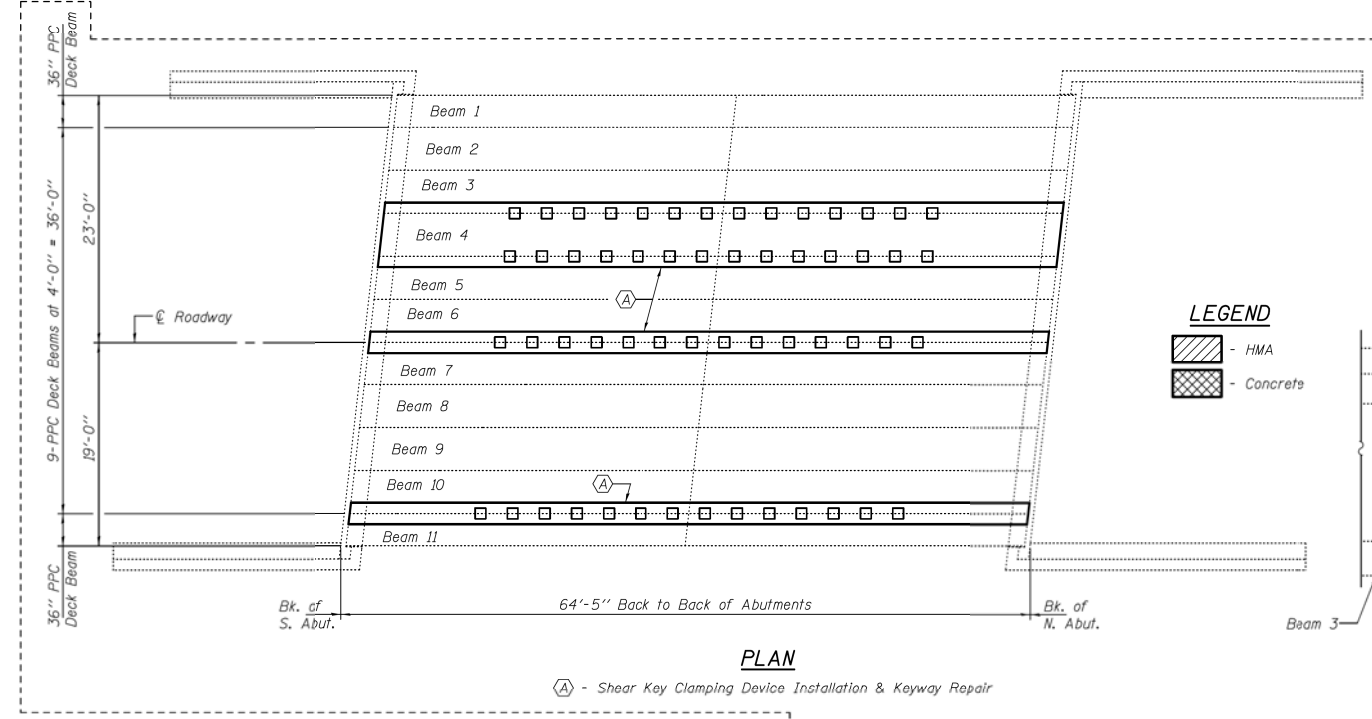 36'' PPC
Deck Beam
9-PPC Deck Beams at 4'-0'' = 36'-0''
23'-0''
19'-0''
36'' PPC
Deck Beam
℄ Roadway
Beam 1
Beam 2
Beam 3
Beam 4
Beam 5
A
Beam 6
Beam 7
Beam 8
Beam 9
Beam 10
A
Beam 11
LEGEND
- HMA
- Concrete
Bk. of
S. Abut.
64'-5'' Back to Back of Abutments
Bk. of
N. Abut.
Beam 3
PLAN
A - Shear Key Clamping Device Installation & Keyway Repair